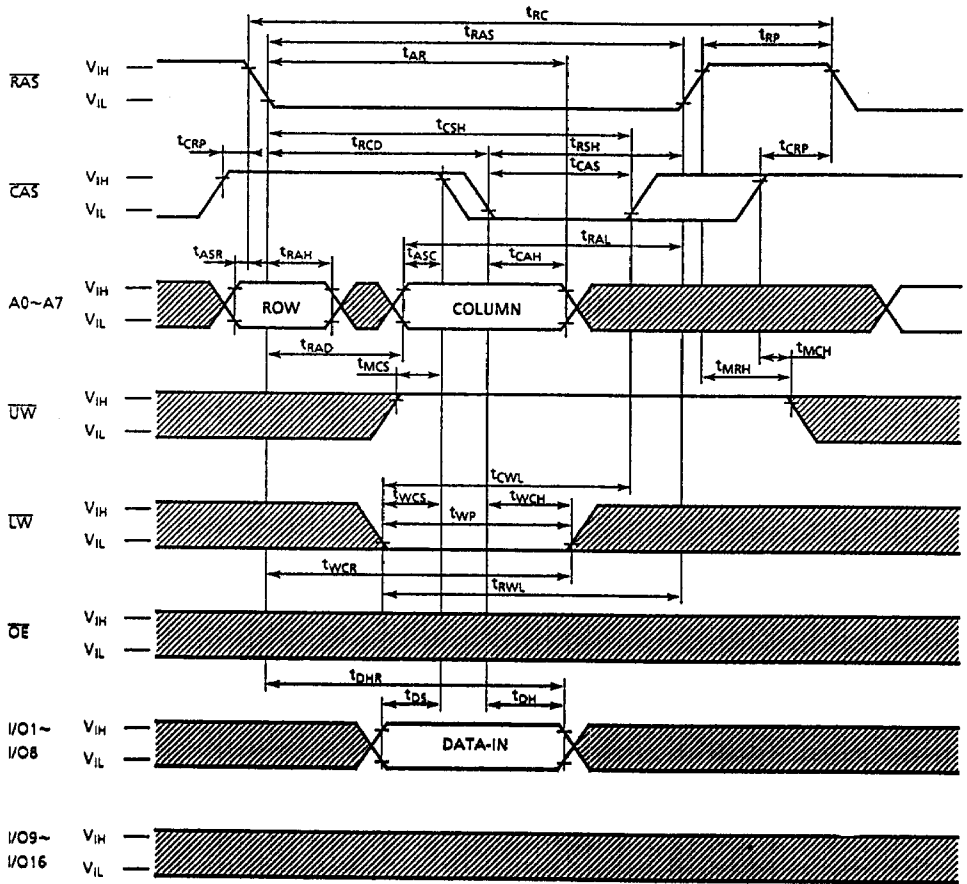 tRC
tRAS
tRP
tAR
RAS
VIH
VIL
tCSH
tCRP
tRCD
tRSH
tCRP
tCAS
CAS
VIH
VIL
tRAL
tASR
tRAH
tASC
tCAH
A0~A7
VIH
VIL
ROW
COLUMN
tRAD
tMCS
tMCH
tMRH
UW
VIH
VIL
tCWL
tWCS
tWCH
tWP
LW
VIH
VIL
tWCR
tRWL
OE
VIH
VIL
tDHR
tDS
tDH
I/O1~
I/O8
VIH
VIL
DATA-IN
I/O9~
I/O16
VIH
VIL